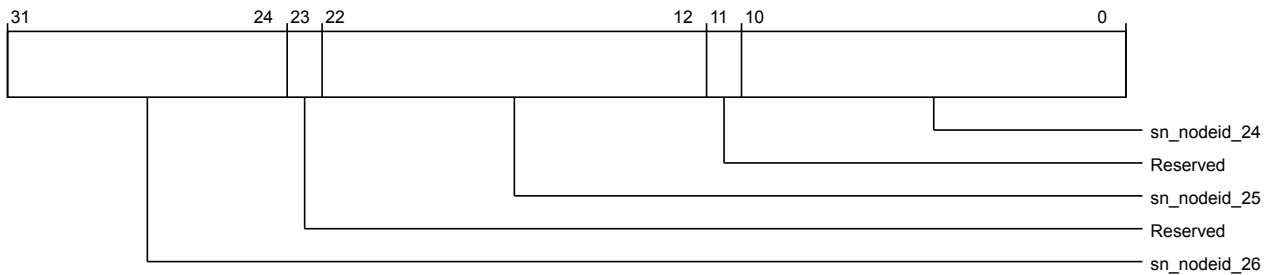 31 24 23 22 12 11 10 0
sn_nodeid_24
Reserved
sn_nodeid_25
Reserved
sn_nodeid_26